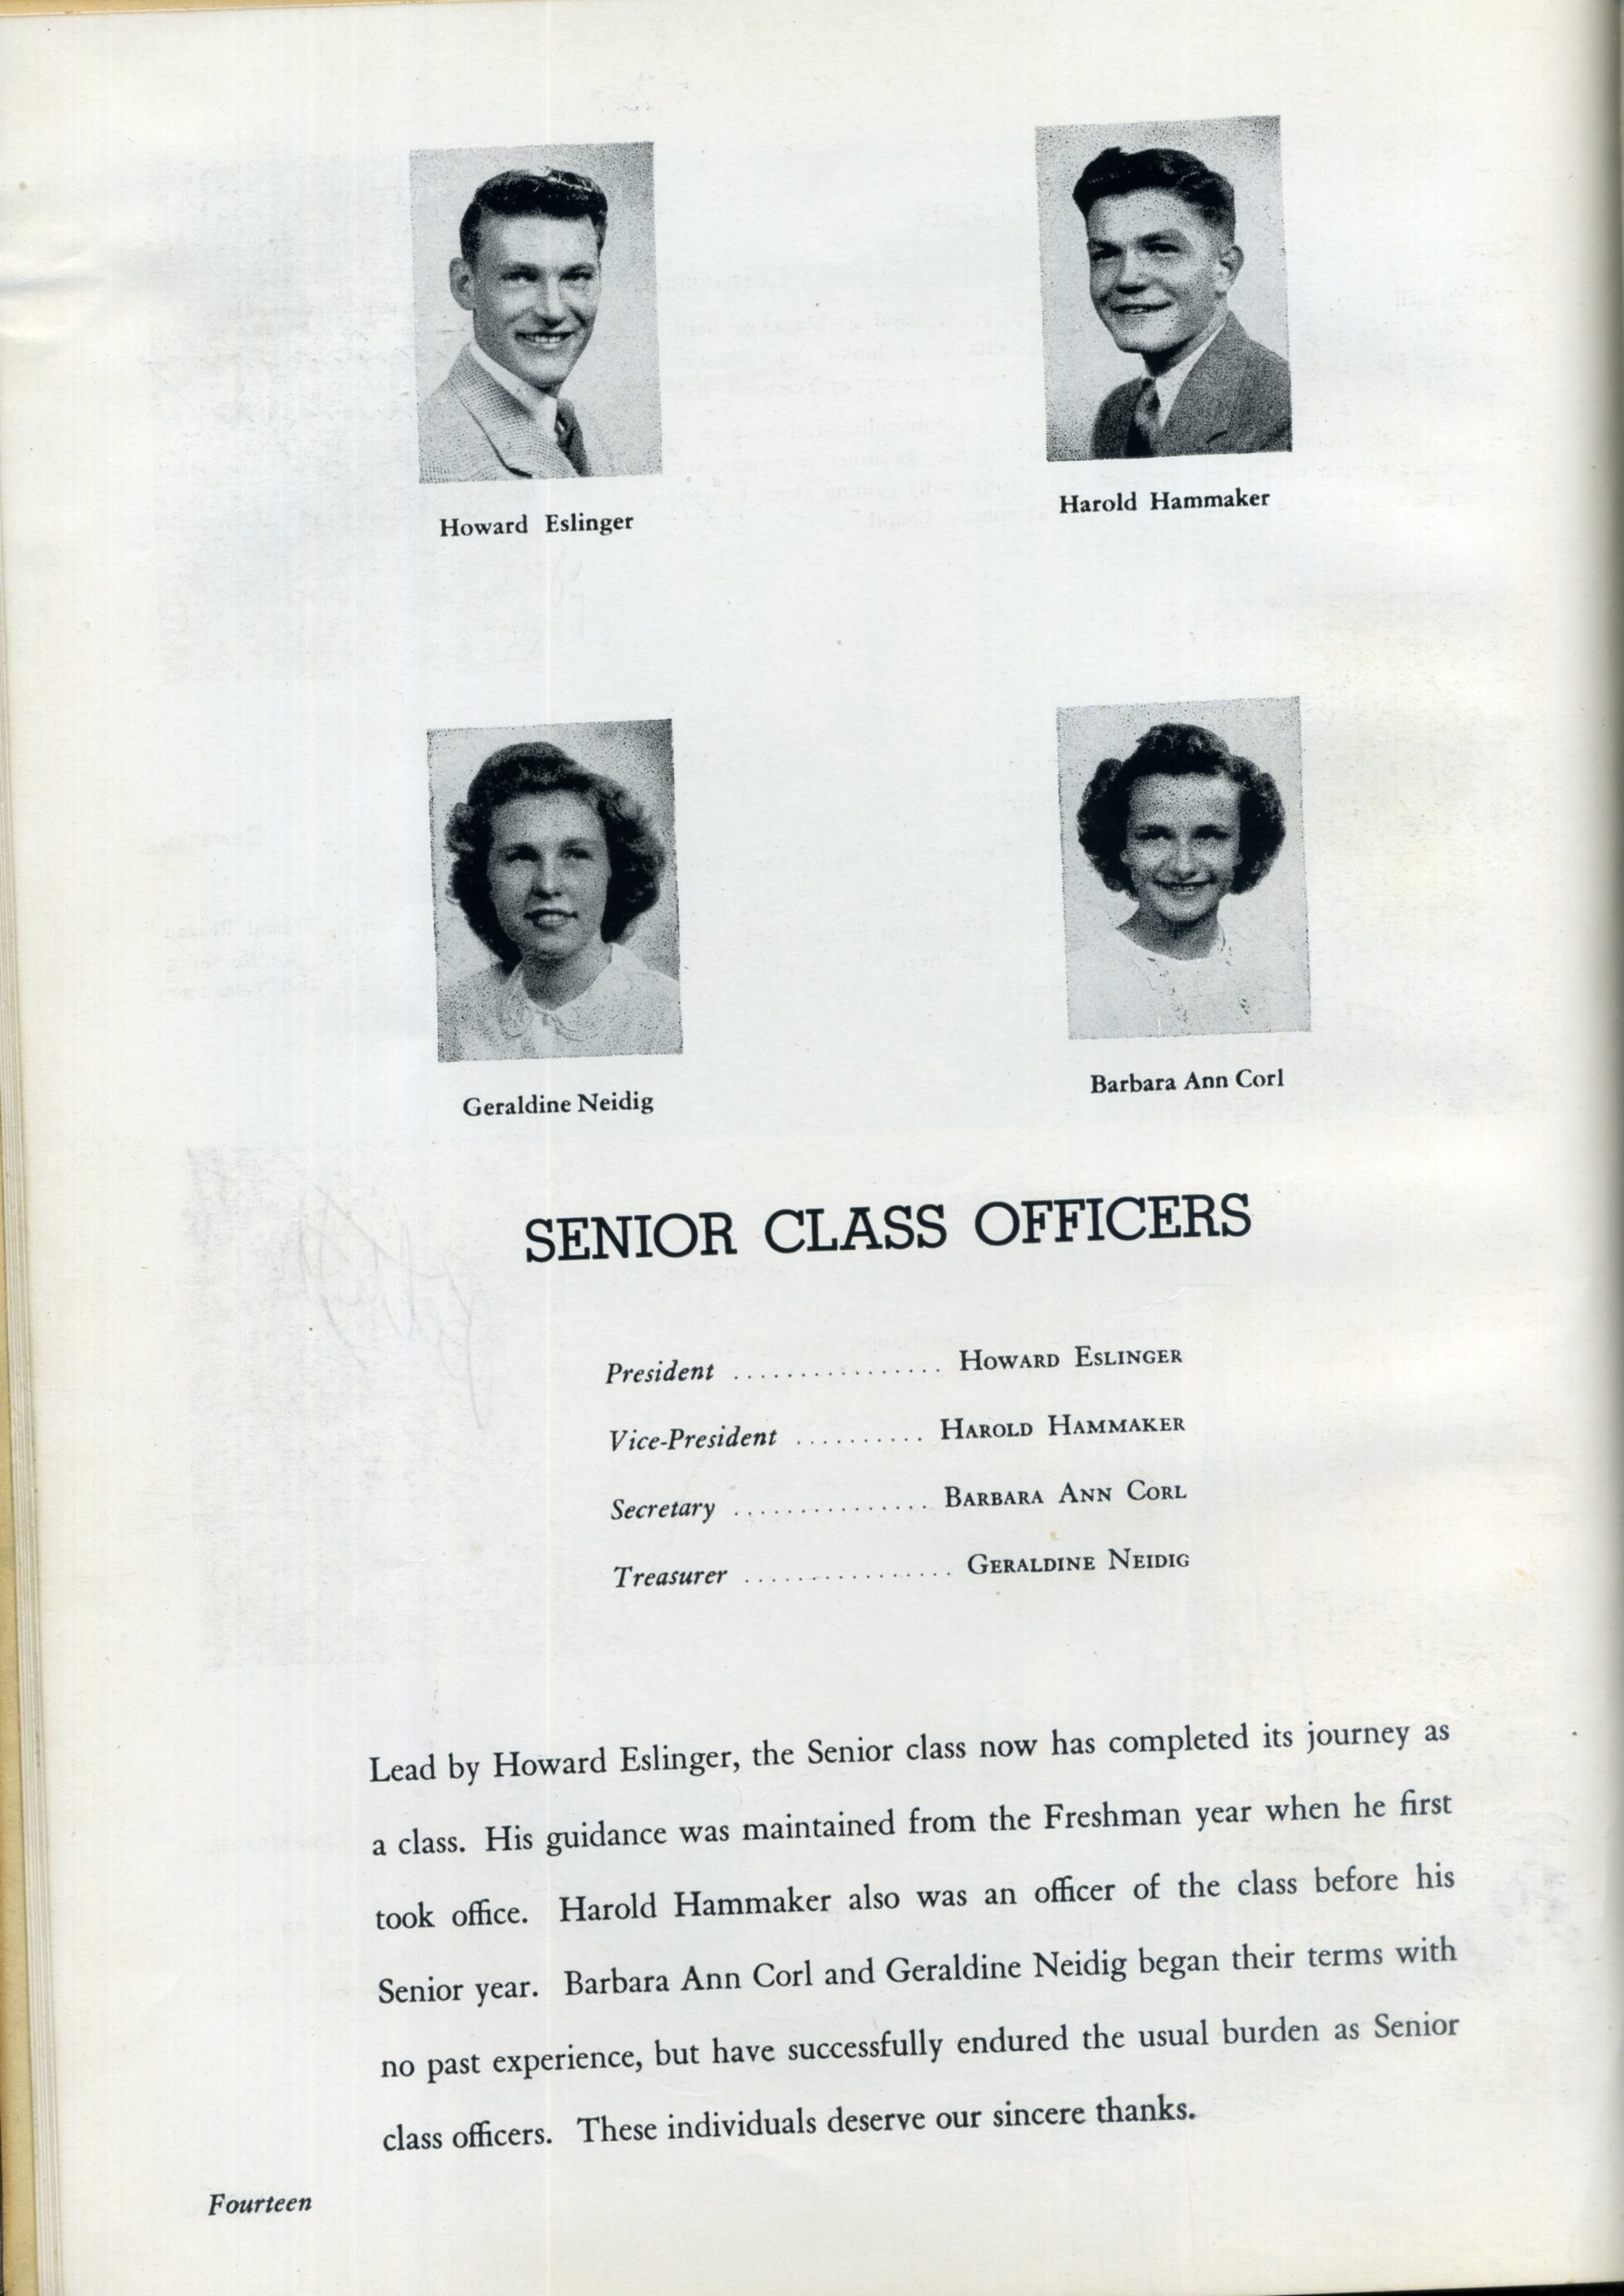 Howard Eslinger
Harold Hammaker
Geraldine Neidig
Barbara Ann Corl
SENIOR CLASS OFFICERS
President ................ HOWARD ESLINGER
Vice-President .......... HAROLD HAMMAKER
Secretary ............... BARBARA ANN CORL
Treasurer ................ GERALDINE NEIDIG
Lead by Howard Eslinger, the Senior class now has completed its journey as
a class. His guidance was maintained from the Freshman year when he first
took office. Harold Hammaker also was an officer of the class before his
Senior year. Barbara Ann Corl and Geraldine Neidig began their terms with
no past experience, but have successfully endured the usual burden as Senior
class officers. These individuals deserve our sincere thanks.
Fourteen